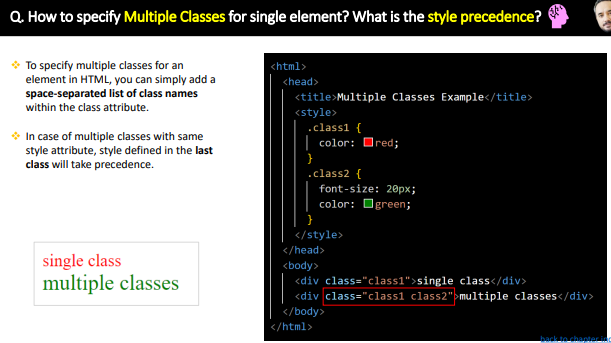 Q. How to specify Multiple Classes for single element? What is the style precedence?
To specify multiple classes for an
element in HTML, you can simply add a
space-separated list of class names
within the class attribute.
In case of multiple classes with same
style attribute, style defined in the last
class will take precedence.
single class
multiple classes
<html>
<head>
<title>Multiple Classes Example</title>
<style>
.class1 {
color: red;
}
.class2 {
font-size: 20px;
color: green;
}
</style>
</head>
<body>
<div class="class1">single class</div>
<div class="class1 class2">multiple classes</div>
</body>
</html>
back to chapter